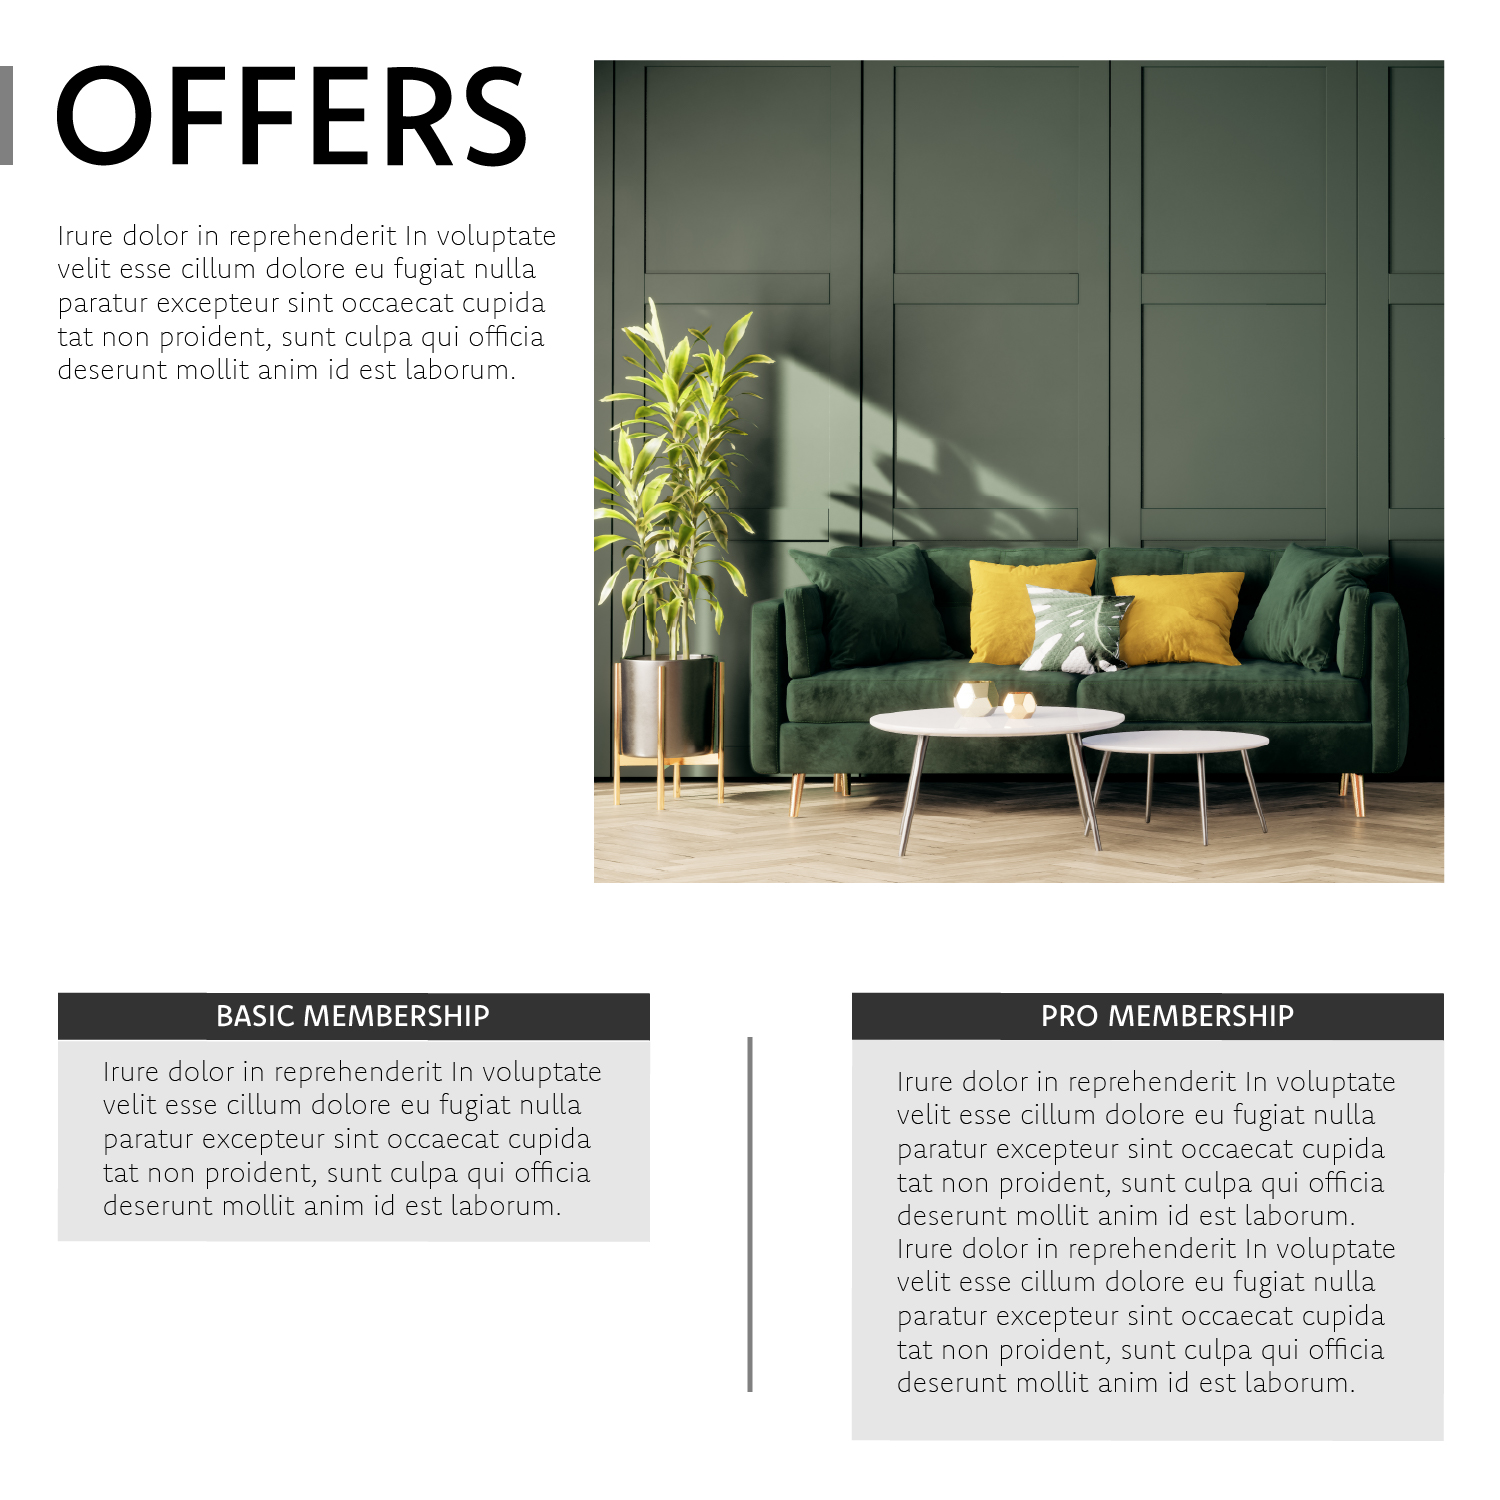 OFFERS
Irure dolor in reprehenderit In voluptate
velit esse cillum dolore eu fugiat nulla
paratur excepteur sint occaecat cupida
tat non proident, sunt culpa qui officia
deserunt mollit anim id est laborum.
BASIC MEMBERSHIP
Irure dolor in reprehenderit In voluptate
velit esse cillum dolore eu fugiat nulla
paratur excepteur sint occaecat cupida
tat non proident, sunt culpa qui officia
deserunt mollit anim id est laborum.
PRO MEMBERSHIP
Irure dolor in reprehenderit In voluptate
velit esse cillum dolore eu fugiat nulla
paratur excepteur sint occaecat cupida
tat non proident, sunt culpa qui officia
deserunt mollit anim id est laborum.
Irure dolor in reprehenderit In voluptate
velit esse cillum dolore eu fugiat nulla
paratur excepteur sint occaecat cupida
tat non proident, sunt culpa qui officia
deserunt mollit anim id est laborum.